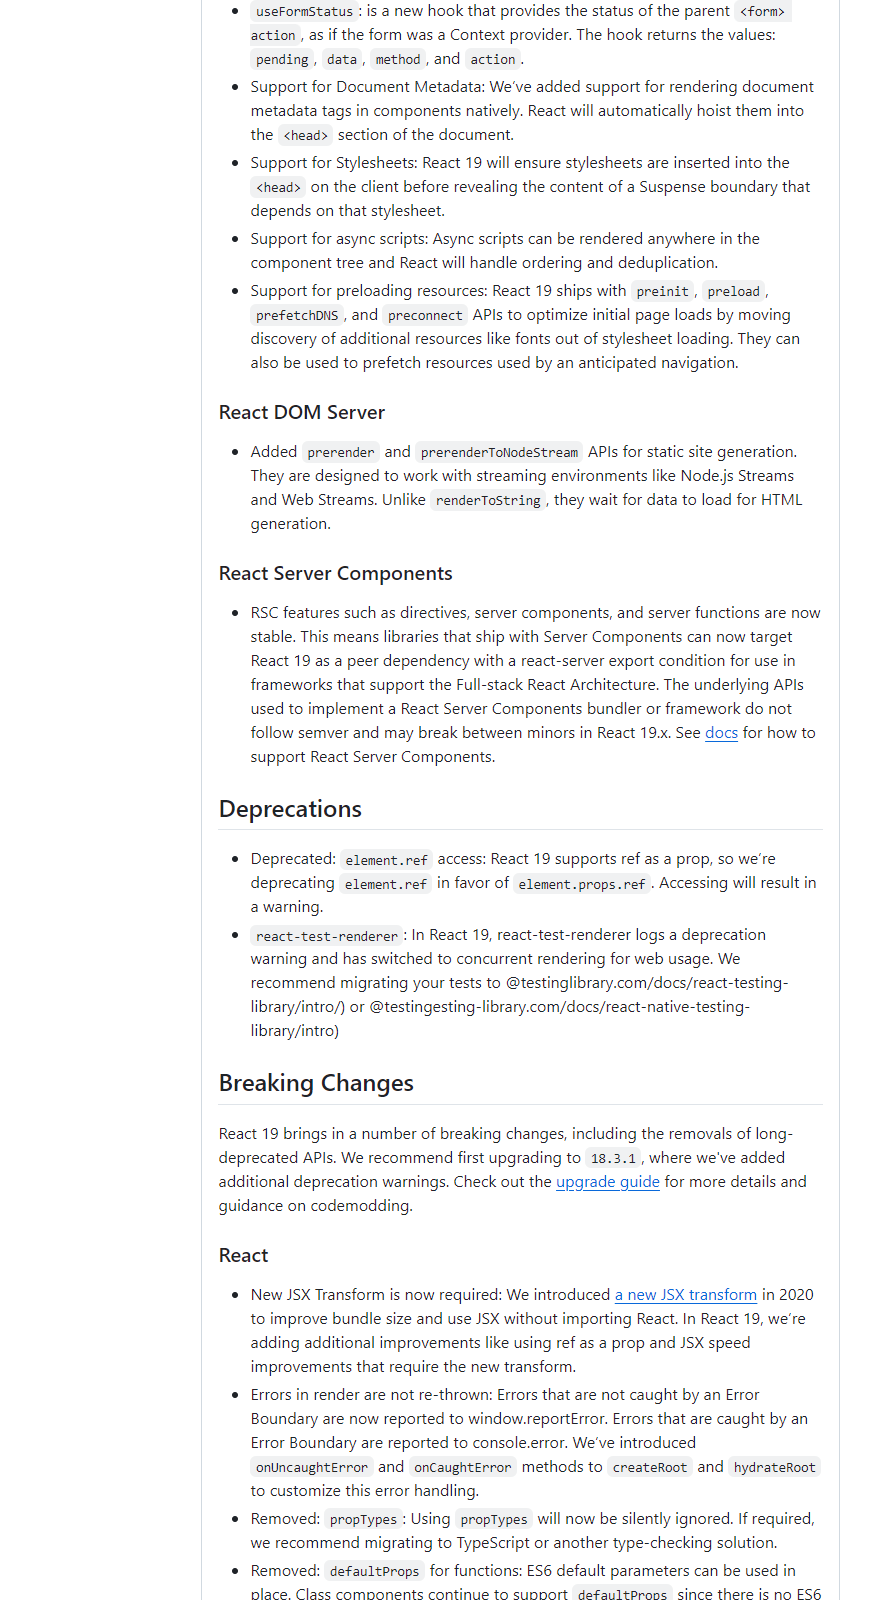 useFormStatus: is a new hook that provides the status of the parent <form>
action, as if the form was a Context provider. The hook returns the values:
pending, data, method, and action.
Support for Document Metadata: We've added support for rendering document
metadata tags in components natively. React will automatically hoist them into
the <head> section of the document.
Support for Stylesheets: React 19 will ensure stylesheets are inserted into the
<head> on the client before revealing the content of a Suspense boundary that
depends on that stylesheet.
Support for async scripts: Async scripts can be rendered anywhere in the
component tree and React will handle ordering and deduplication.
Support for preloading resources: React 19 ships with preinit, preload,
prefetchDNS, and preconnect APIs to optimize initial page loads by moving
discovery of additional resources like fonts out of stylesheet loading. They can
also be used to prefetch resources used by an anticipated navigation.
React DOM Server
Added prerender and prerenderToNodeStream APIs for static site generation.
They are designed to work with streaming environments like Node.js Streams
and Web Streams. Unlike renderToString, they wait for data to load for HTML
generation.
React Server Components
RSC features such as directives, server components, and server functions are now
stable. This means libraries that ship with Server Components can now target
React 19 as a peer dependency with a react-server export condition for use in
frameworks that support the Full-stack React Architecture. The underlying APIs
used to implement a React Server Components bundler or framework do not
follow semver and may break between minors in React 19.x. See docs for how to
support React Server Components.
Deprecations
Deprecated: element.ref access: React 19 supports ref as a prop, so we're
deprecating element.ref in favor of element.props.ref. Accessing will result in
a warning.
react-test-renderer: In React 19, react-test-renderer logs a deprecation
warning and has switched to concurrent rendering for web usage. We
recommend migrating your tests to @testinglibrary.com/docs/react-testing-
library/intro/) or @testingesting-library.com/docs/react-native-testing-
library/intro)
Breaking Changes
React 19 brings in a number of breaking changes, including the removals of long-
deprecated APIs. We recommend first upgrading to 18.3.1, where we've added
additional deprecation warnings. Check out the upgrade guide for more details and
guidance on codemodding.
React
New JSX Transform is now required: We introduced a new JSX transform in 2020
to improve bundle size and use JSX without importing React. In React 19, we're
adding additional improvements like using ref as a prop and JSX speed
improvements that require the new transform.
Errors in render are not re-thrown: Errors that are not caught by an Error
Boundary are now reported to window.reportError. Errors that are caught by an
Error Boundary are reported to console.error. We've introduced
onUncaughtError and onCaughtError methods to createRoot and hydrateRoot
to customize this error handling.
Removed: propTypes: Using propTypes will now be silently ignored. If required,
we recommend migrating to TypeScript or another type-checking solution.
Removed: defaultProps for functions: ES6 default parameters can be used in
place. Class components continue to support defaultProps since there is no ES6